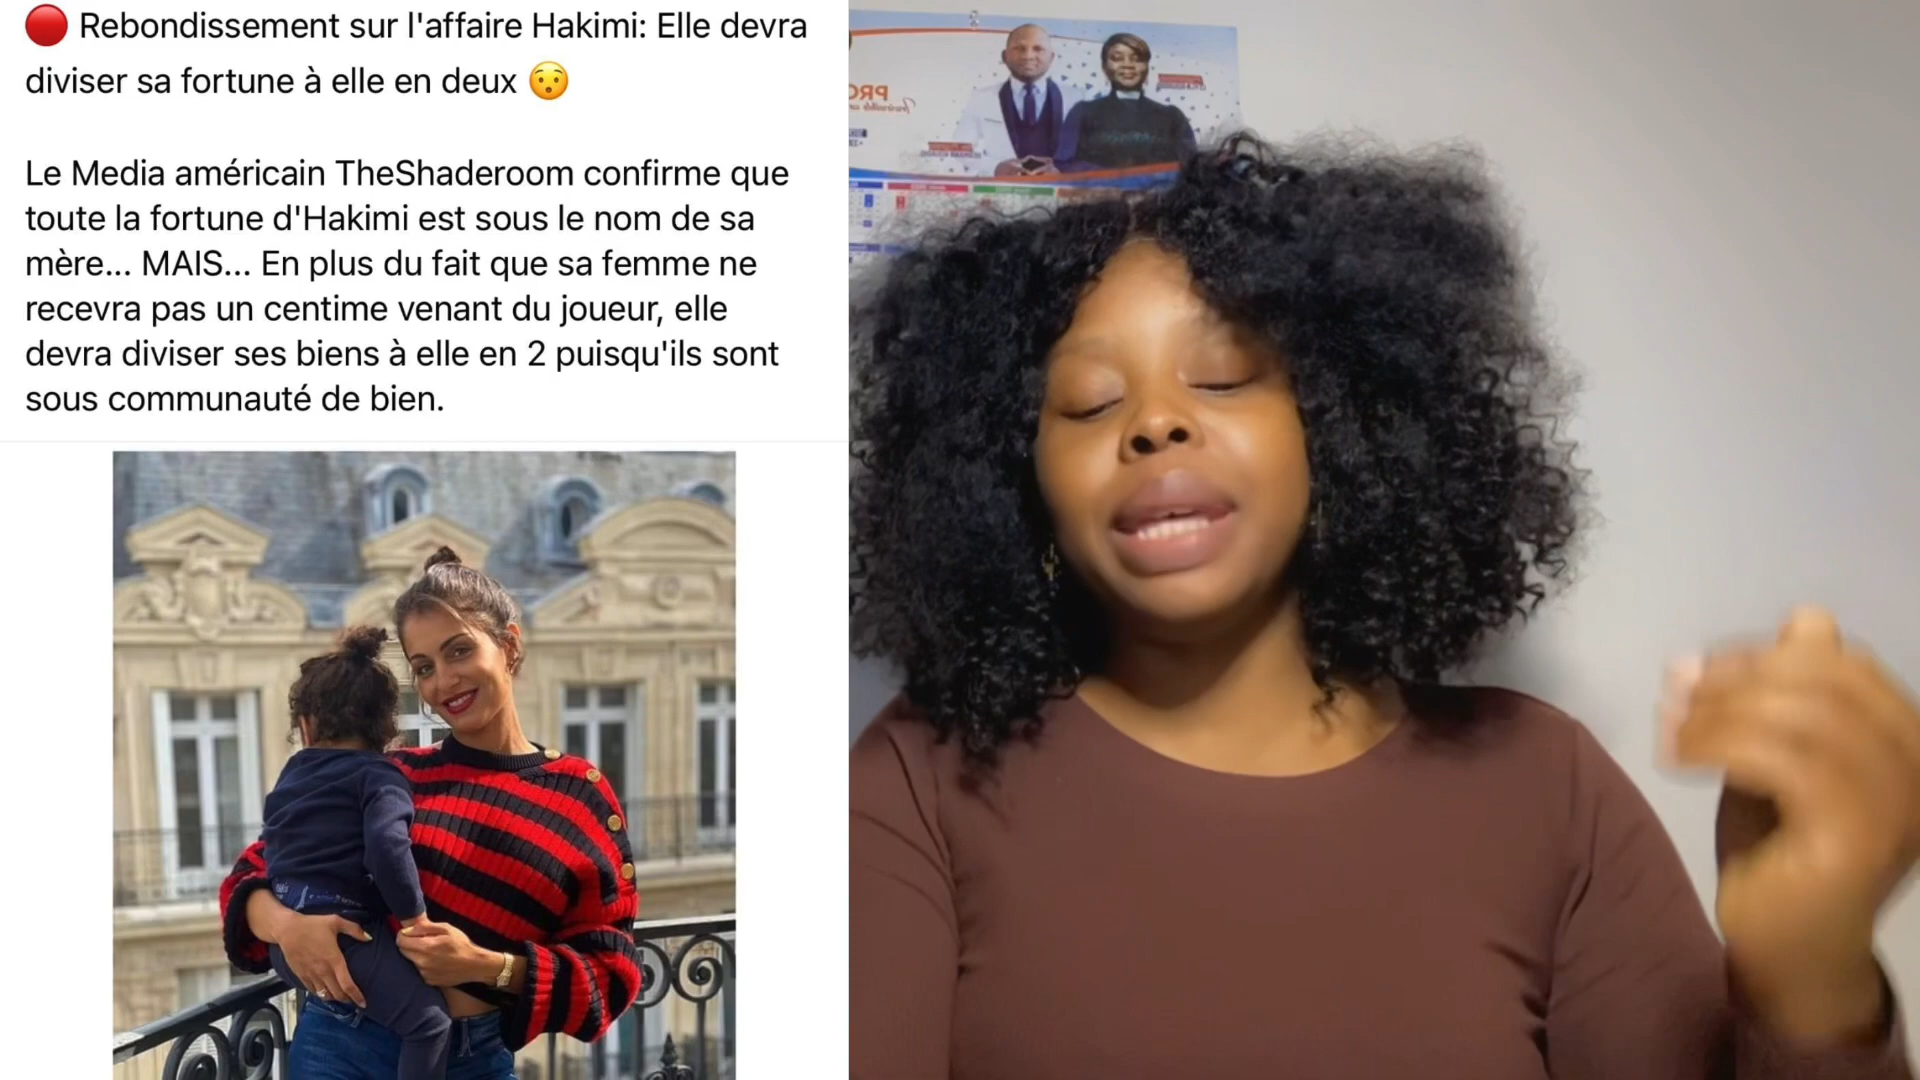 🔴 Rebondissement sur l'affaire Hakimi: Elle devra
diviser sa fortune à elle en deux 😯
Le Media américain TheShaderoom confirme que
toute la fortune d'Hakimi est sous le nom de sa
mère... MAIS... En plus du fait que sa femme ne
recevra pas un centime venant du joueur, elle
devra diviser ses biens à elle en 2 puisqu'ils sont
sous communauté de bien.
PRO